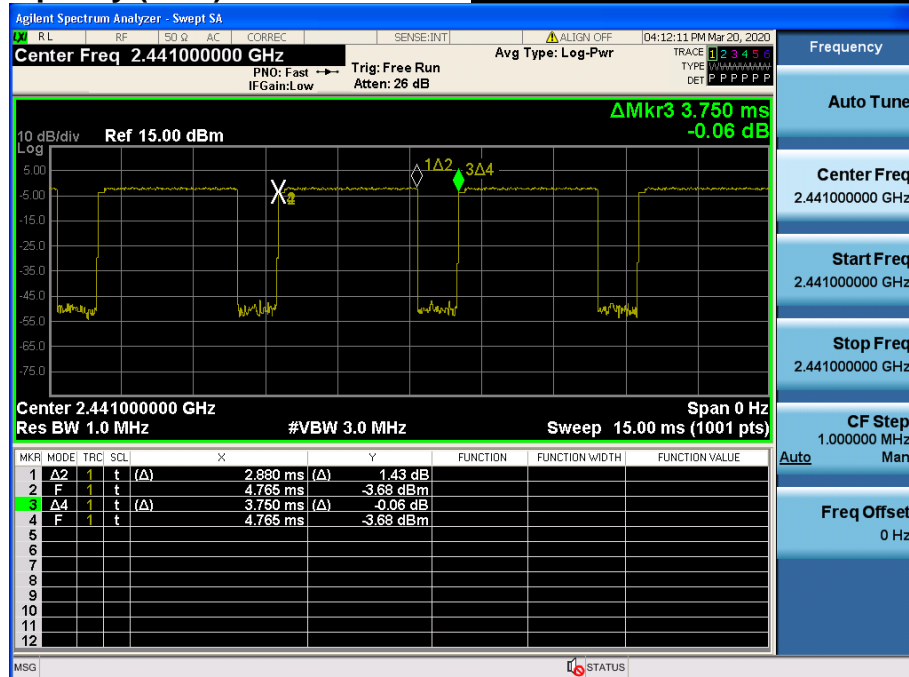 Agilent Spectrum Analyzer - Swept SA
LXI RL RF 50 Ω AC CORREC SENSE:INT ALIGN OFF 04:12:11 PM Mar 20, 2020
Center Freq 2.441000000 GHz
PNO: Fast
IFGain:Low
Trig: Free Run
Atten: 26 dB
Avg Type: Log-Pwr
TRACE 1 2 3 4 5 6
TYPE
DET P P P P P P
ΔMkr3 3.750 ms
-0.06 dB
10 dB/div Ref 15.00 dBm
Log
5.00
-5.00
-15.0
-25.0
-35.0
-45.0
-55.0
-65.0
-75.0
1Δ2
3Δ4
Center 2.441000000 GHz Span 0 Hz
Res BW 1.0 MHz #VBW 3.0 MHz Sweep 15.00 ms (1001 pts)
MKR MODE TRC SCL X Y FUNCTION FUNCTION WIDTH FUNCTION VALUE
1 Δ2 1 t (Δ) 2.880 ms (Δ) 1.43 dB
2 F 1 t 4.765 ms -3.68 dBm
3 Δ4 1 t (Δ) 3.750 ms (Δ) -0.06 dB
4 F 1 t 4.765 ms -3.68 dBm
5
6
7
8
9
10
11
12
MSG STATUS
Frequency
Auto Tune
Center Freq
2.441000000 GHz
Start Freq
2.441000000 GHz
Stop Freq
2.441000000 GHz
CF Step
1.000000 MHz
Auto Man
Freq Offset
0 Hz